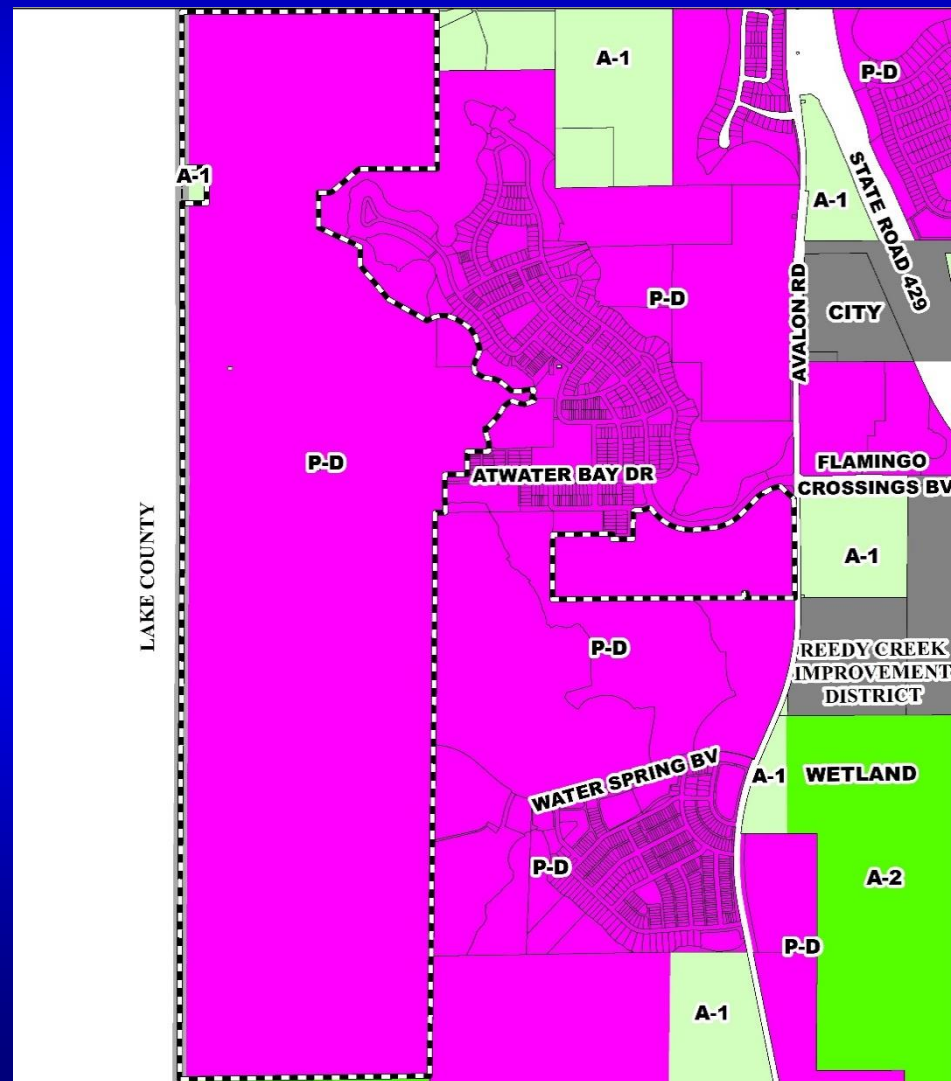 A-1
P-D
A-1
STATE ROAD 429
A-1
P-D
AVALON RD
CITY
P-D
ATWATER BAY DR
FLAMINGO
CROSSINGS BV
LAKE COUNTY
A-1
P-D
REEDY CREEK
IMPROVEMENT
DISTRICT
WATER SPRING BV
A-1
WETLAND
P-D
A-2
P-D
A-1